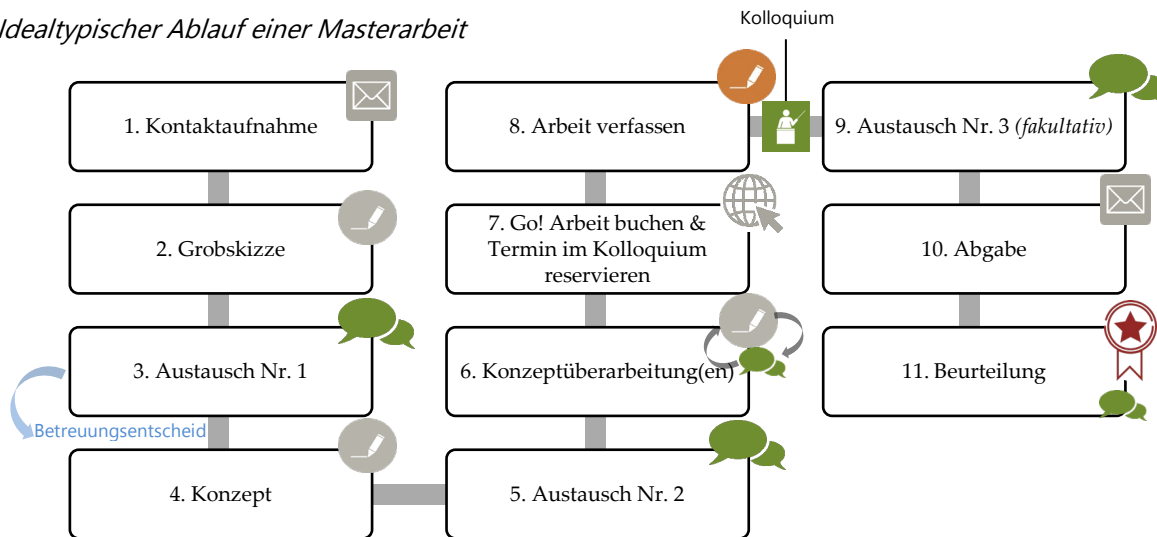 Idealtypischer Ablauf einer Masterarbeit
Kolloquium
1. Kontaktaufnahme
2. Grobskizze
3. Austausch Nr. 1
Betreuungsentscheid
4. Konzept
5. Austausch Nr. 2
6. Konzeptüberarbeitung(en)
7. Go! Arbeit buchen &
Termin im Kolloquium
reservieren
8. Arbeit verfassen
9. Austausch Nr. 3 (fakultativ)
10. Abgabe
11. Beurteilung